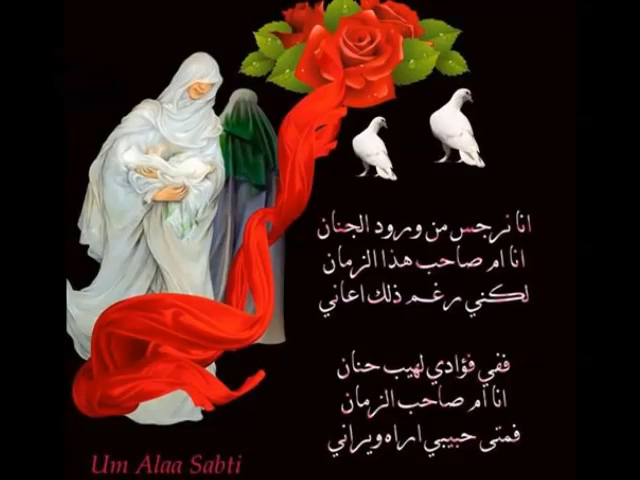 انا نرجس من ورود الجنان
انا ام صاحب هذا الزمان
لكني رغم ذلك اعاني
ففي فؤادي لهيب حنان
انا ام صاحب الزمان
فمتى حبيبي اراه ويراني
Um Alaa Sabti